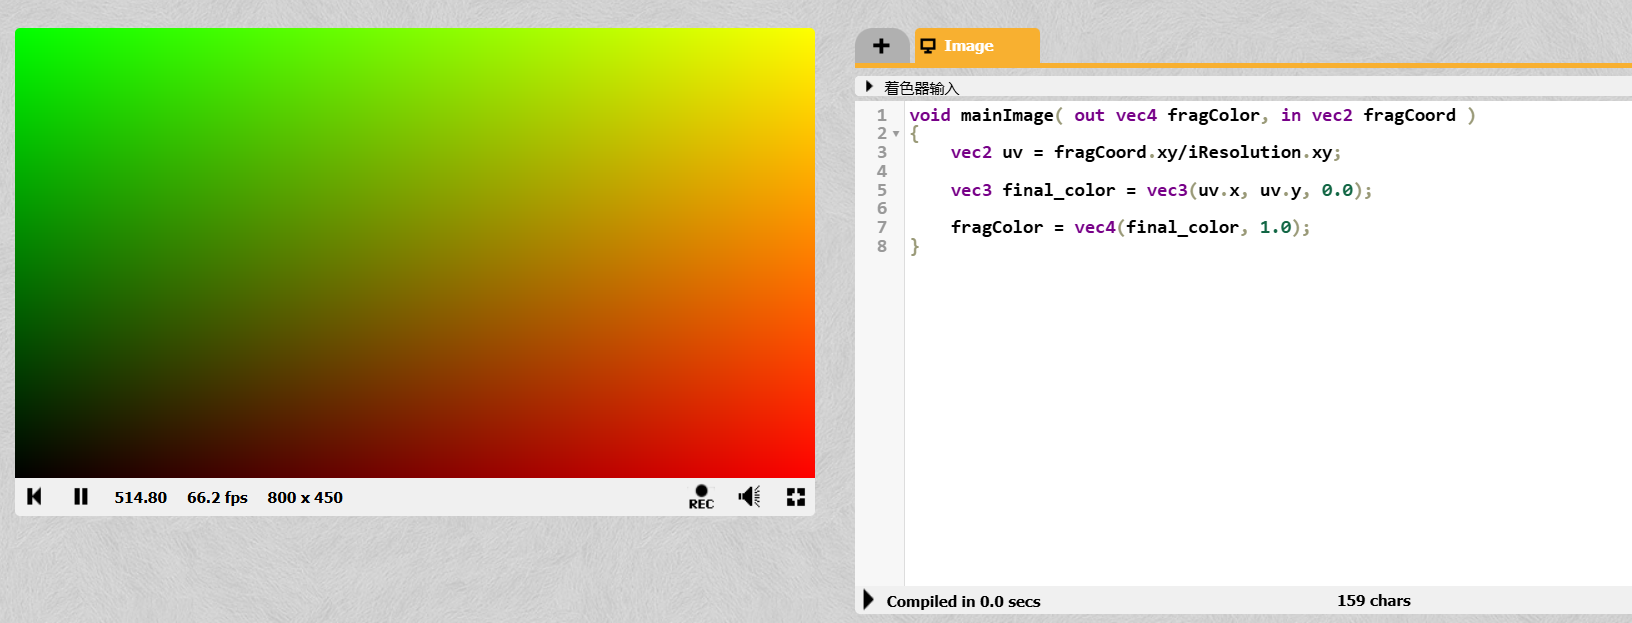 Image
着色器输入
1 void mainImage( out vec4 fragColor, in vec2 fragCoord )
2 {
3 vec2 uv = fragCoord.xy/iResolution.xy;
4
5 vec3 final_color = vec3(uv.x, uv.y, 0.0);
6
7 fragColor = vec4(final_color, 1.0);
8 }
514.80 66.2 fps 800 x 450 REC
Compiled in 0.0 secs 159 chars